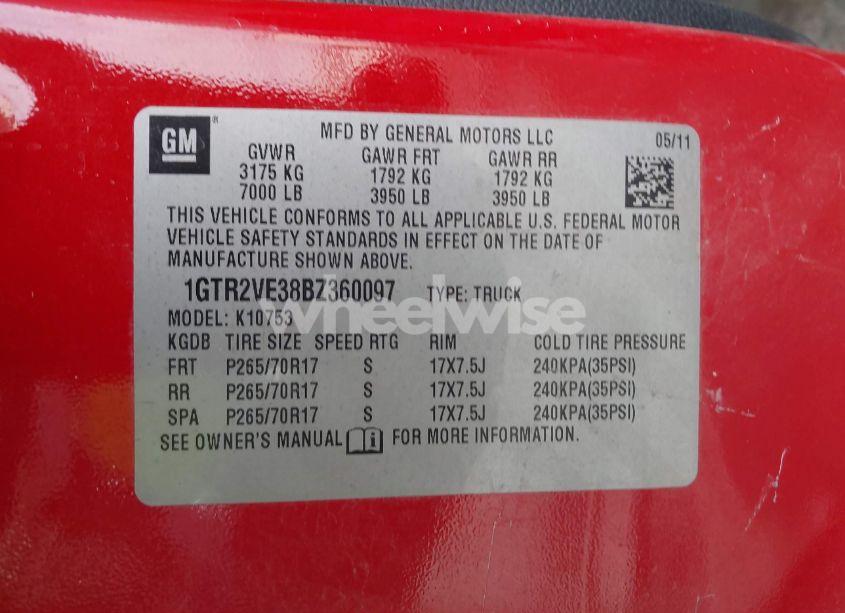 GM ®
MFD BY GENERAL MOTORS LLC 05/11
GVWR GAWR FRT GAWR RR
3175 KG 1792 KG 1792 KG
7000 LB 3950 LB 3950 LB
THIS VEHICLE CONFORMS TO ALL APPLICABLE U.S. FEDERAL MOTOR
VEHICLE SAFETY STANDARDS IN EFFECT ON THE DATE OF
MANUFACTURE SHOWN ABOVE.
1GTR2VE38BZ360097 TYPE: TRUCK
wheelwise
MODEL: K10753
KGDB TIRE SIZE SPEED RTG RIM COLD TIRE PRESSURE
FRT P265/70R17 S 17X7.5J 240KPA(35PSI)
RR P265/70R17 S 17X7.5J 240KPA(35PSI)
SPA P265/70R17 S 17X7.5J 240KPA(35PSI)
SEE OWNER'S MANUAL FOR MORE INFORMATION.